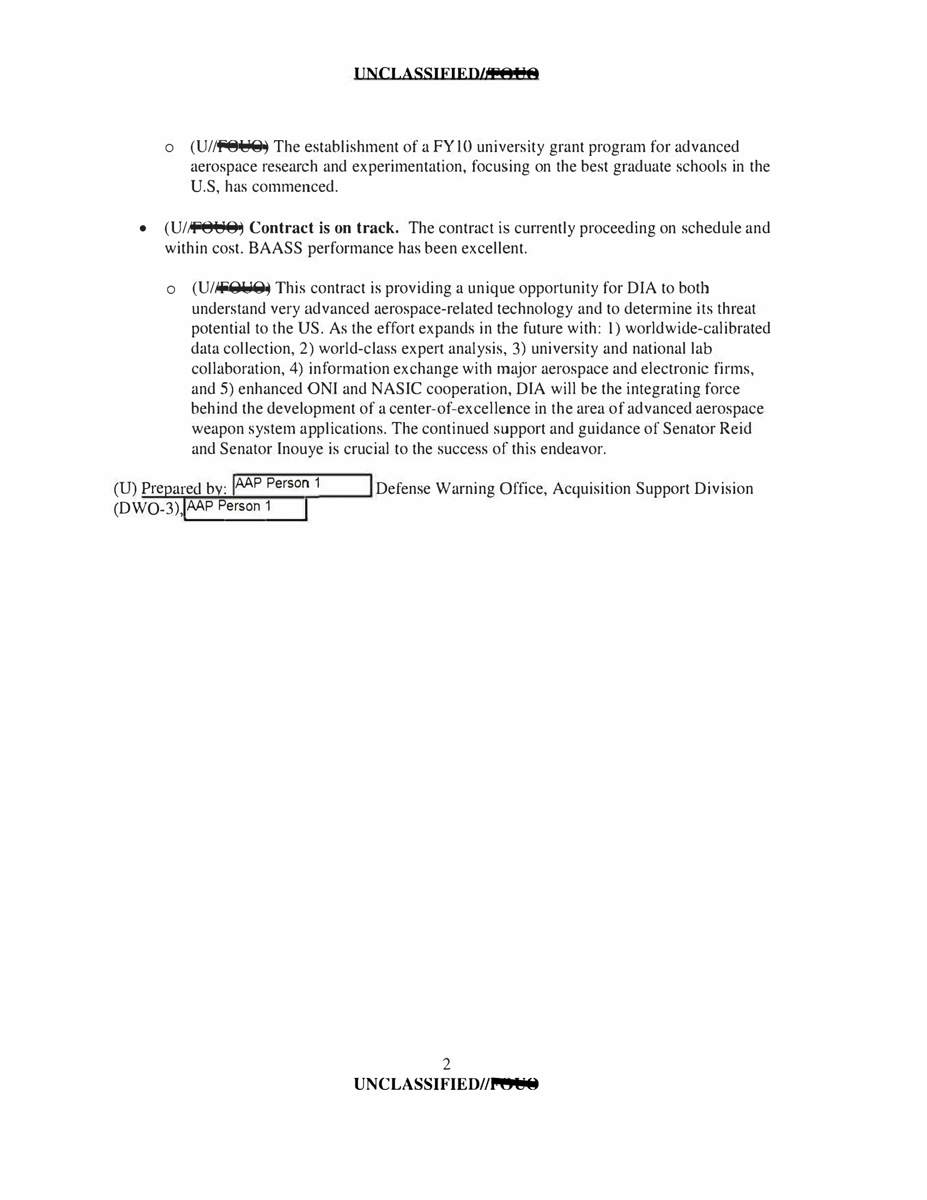 UNCLASSIFIED//FOUO
o (U//FOUO) The establishment of a FY10 university grant program for advanced
aerospace research and experimentation, focusing on the best graduate schools in the
U.S, has commenced.
• (U//FOUO) Contract is on track. The contract is currently proceeding on schedule and
within cost. BAASS performance has been excellent.
o (U//FOUO) This contract is providing a unique opportunity for DIA to both
understand very advanced aerospace-related technology and to determine its threat
potential to the US. As the effort expands in the future with: 1) worldwide-calibrated
data collection, 2) world-class expert analysis, 3) university and national lab
collaboration, 4) information exchange with major aerospace and electronic firms,
and 5) enhanced ONI and NASIC cooperation, DIA will be the integrating force
behind the development of a center-of-excellence in the area of advanced aerospace
weapon system applications. The continued support and guidance of Senator Reid
and Senator Inouye is crucial to the success of this endeavor.
(U) Prepared by: AAP Person 1 Defense Warning Office, Acquisition Support Division
(DWO-3), AAP Person 1
2
UNCLASSIFIED//FOUO